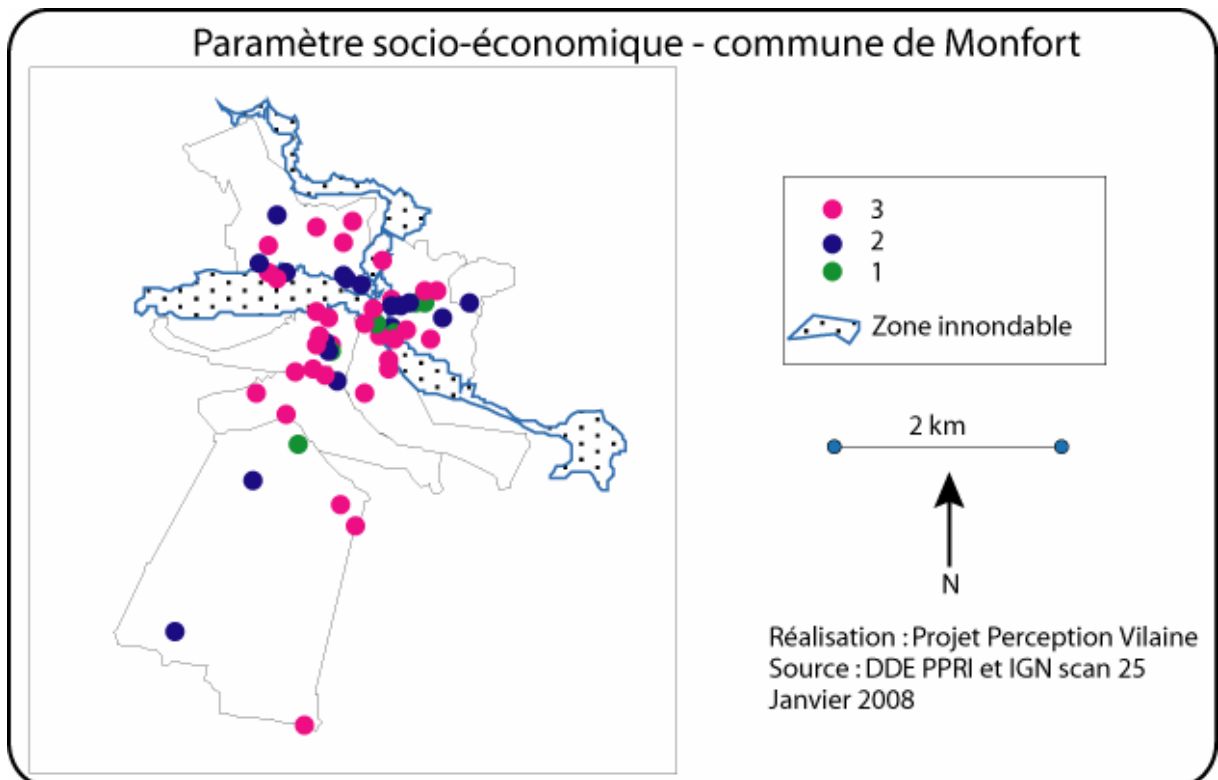 Paramètre socio-économique - commune de Monfort
3
2
1
Zone innondable
2 km
N
Réalisation : Projet Perception Vilaine
Source : DDE PPRI et IGN scan 25
Janvier 2008